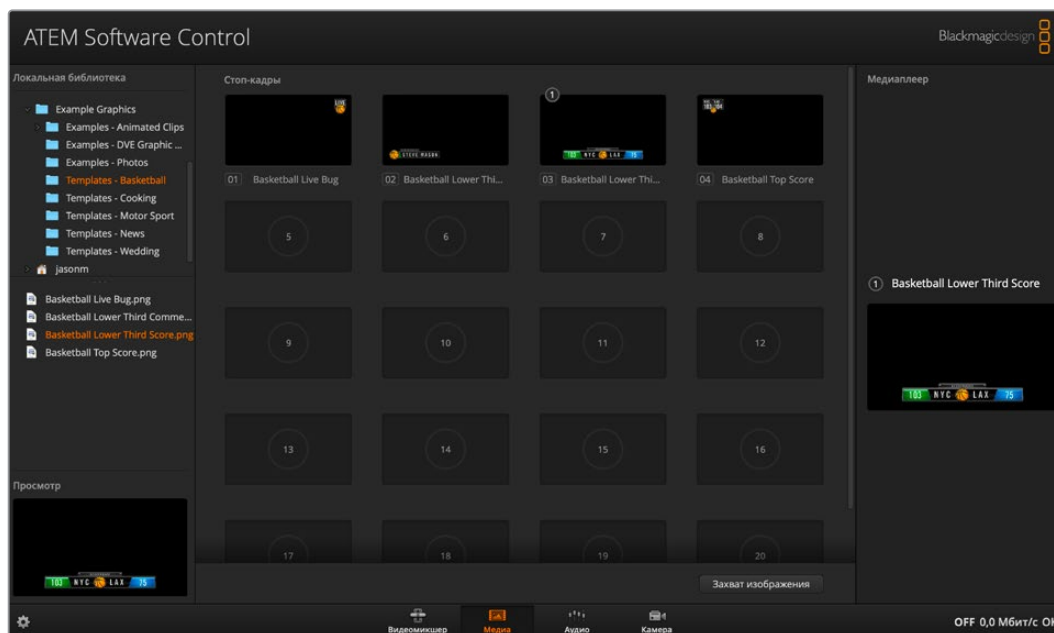 ATEM Software Control
Blackmagicdesign
Локальная библиотека
Example Graphics
Examples - Animated Clips
Examples - DVE Graphic ...
Examples - Photos
Templates - Basketball
Templates - Cooking
Templates - Motor Sport
Templates - News
Templates - Wedding
jasonm
Basketball Live Bug.png
Basketball Lower Third Comme...
Basketball Lower Third Score.png
Basketball Top Score.png
Просмотр
103 NYC LAX 75
Стоп-кадры
LIVE
STEVE MASON
1
103 NYC LAX 75
103 104
01 Basketball Live Bug
02 Basketball Lower Thi...
03 Basketball Lower Thi...
04 Basketball Top Score
5 6 7 8
9 10 11 12
13 14 15 16
17 18 19 20
Захват изображения
Медиаплеер
1 Basketball Lower Third Score
103 NYC LAX 75
Видеомикшер
Медиа
Аудио
Камера
OFF 0,0 Мбит/с